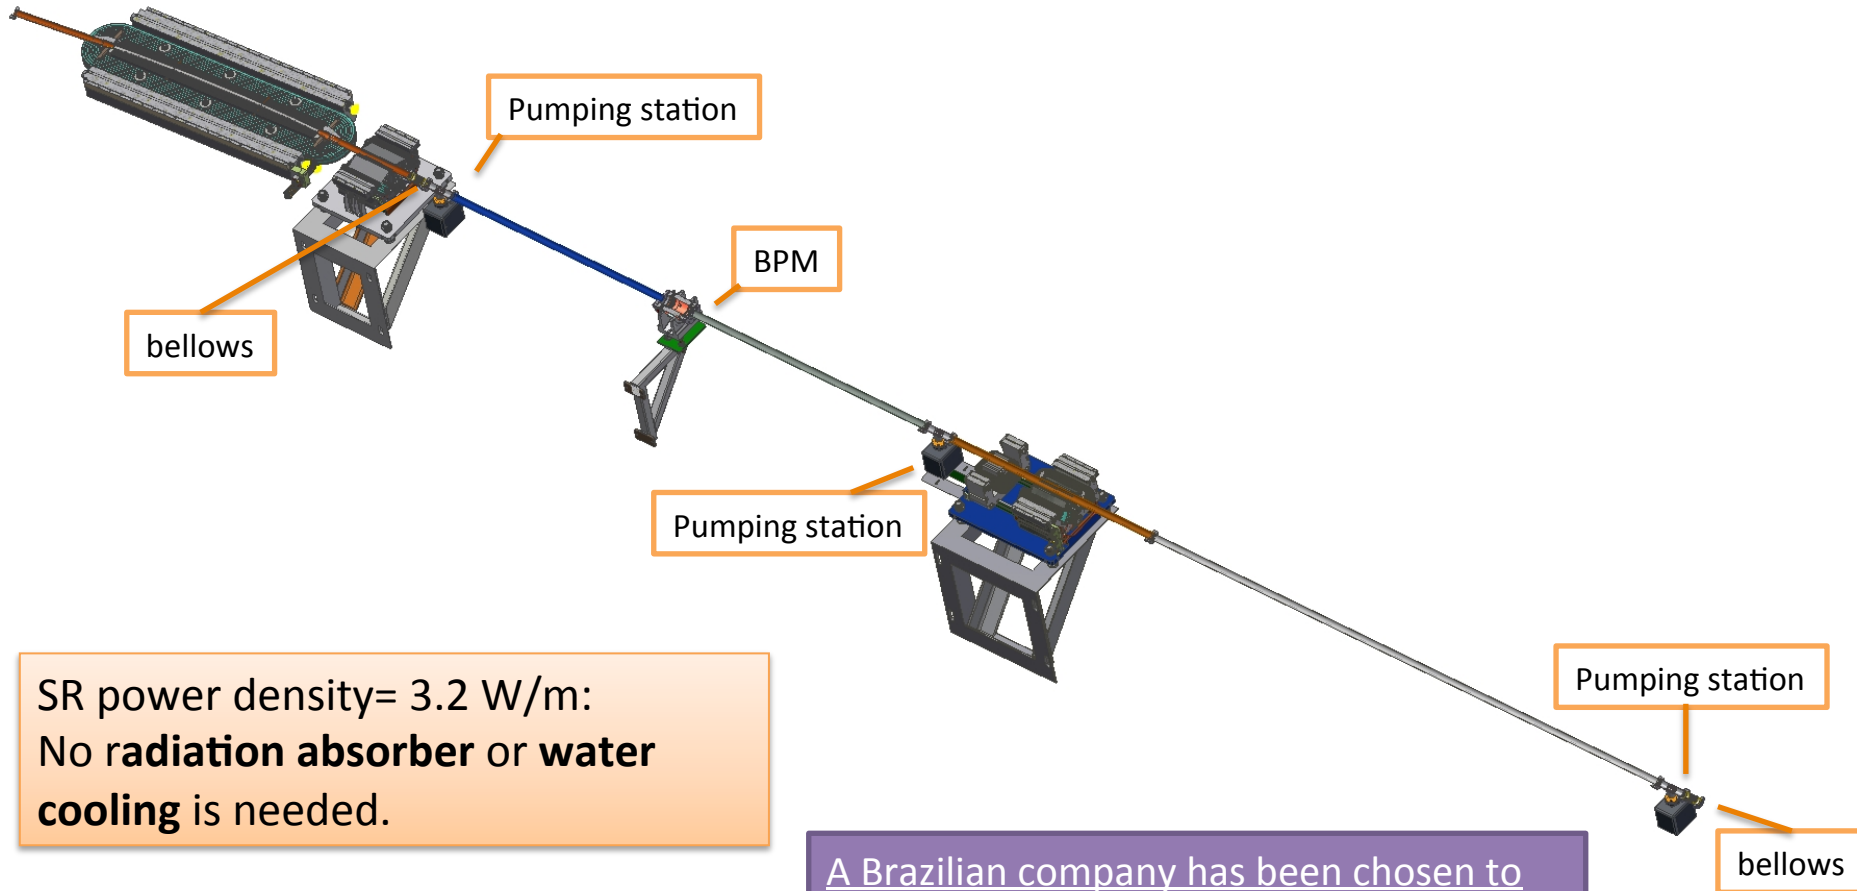 Pumping station
BPM
bellows
Pumping station
SR power density= 3.2 W/m:
No radiation absorber or water
cooling is needed.
Pumping station
bellows
A Brazilian company has been chosen to